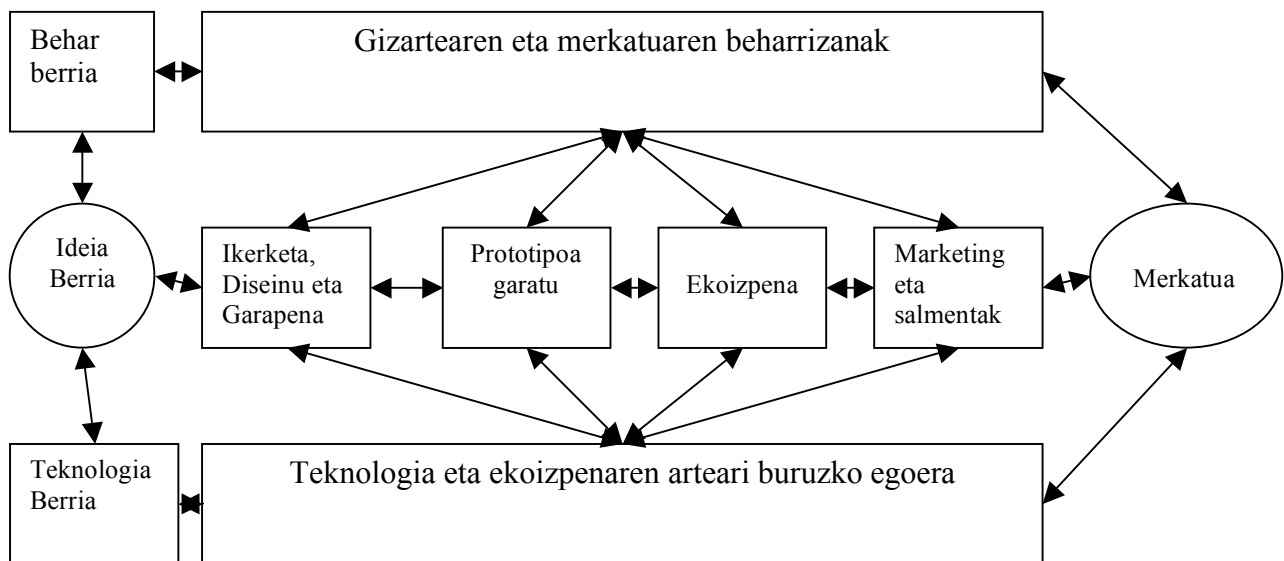 Behar
berria
Gizartearen eta merkatuaren beharrizanak
Ideia
Berria
Ikerketa,
Diseinu eta
Garapena
Prototipoa
garatu
Ekoizpena
Marketing
eta
salmentak
Merkatua
Teknologia
Berria
Teknologia eta ekoizpenaren arteari buruzko egoera